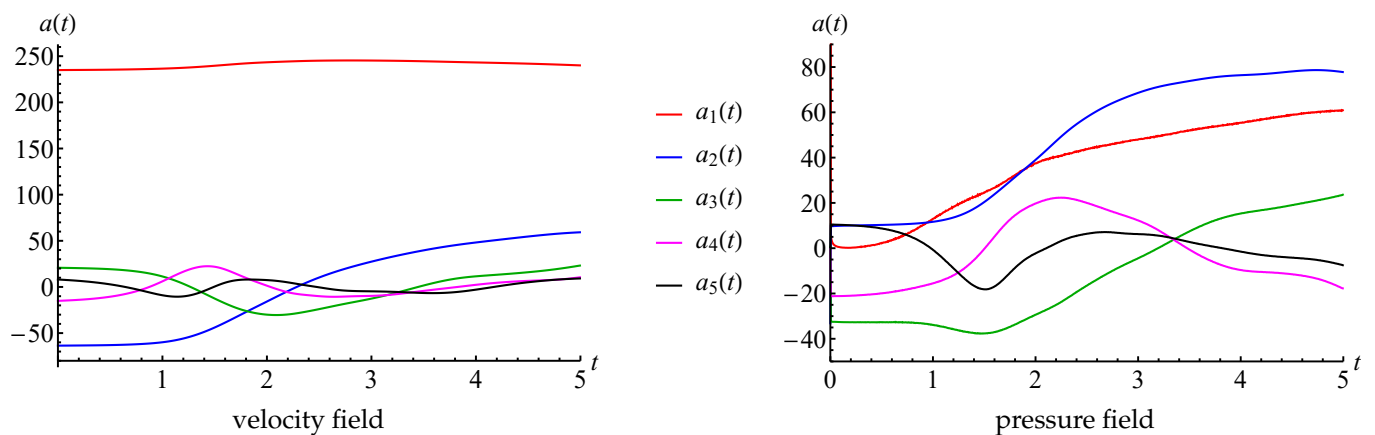 a(t)
250
200
150
100
50
0
−50
1
2
3
4
5
t
velocity field
a1(t)
a2(t)
a3(t)
a4(t)
a5(t)
a(t)
80
60
40
20
0
−20
−40
0
1
2
3
4
5
t
pressure field